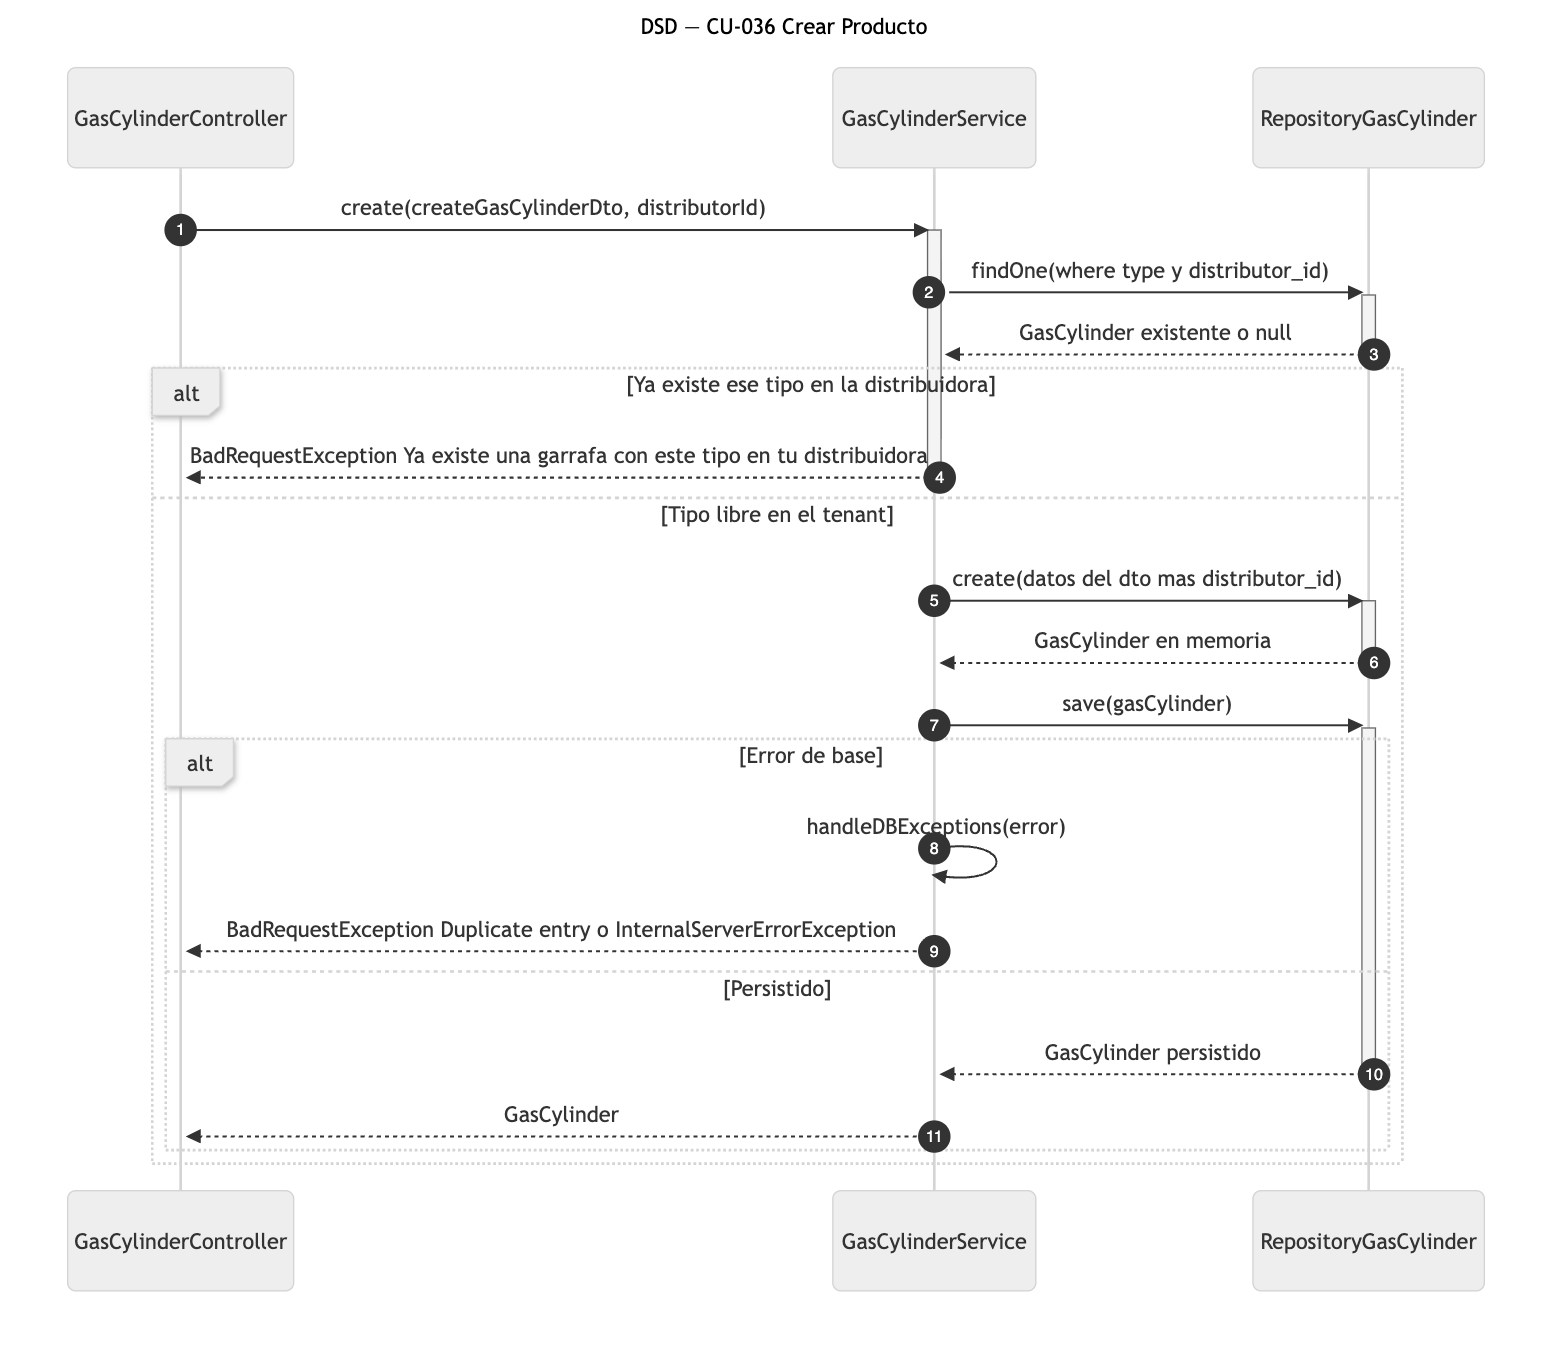 DSD — CU-036 Crear Producto
GasCylinderController
GasCylinderService
RepositoryGasCylinder
create(createGasCylinderDto, distributorId)
1
findOne(where type y distributor_id)
2
GasCylinder existente o null
3
alt
[Ya existe ese tipo en la distribuidora]
BadRequestException Ya existe una garrafa con este tipo en tu distribuidora
4
[Tipo libre en el tenant]
create(datos del dto mas distributor_id)
5
GasCylinder en memoria
6
save(gasCylinder)
7
alt
[Error de base]
handleDBExceptions(error)
8
BadRequestException Duplicate entry o InternalServerErrorException
9
[Persistido]
GasCylinder persistido
10
GasCylinder
11
GasCylinderController
GasCylinderService
RepositoryGasCylinder